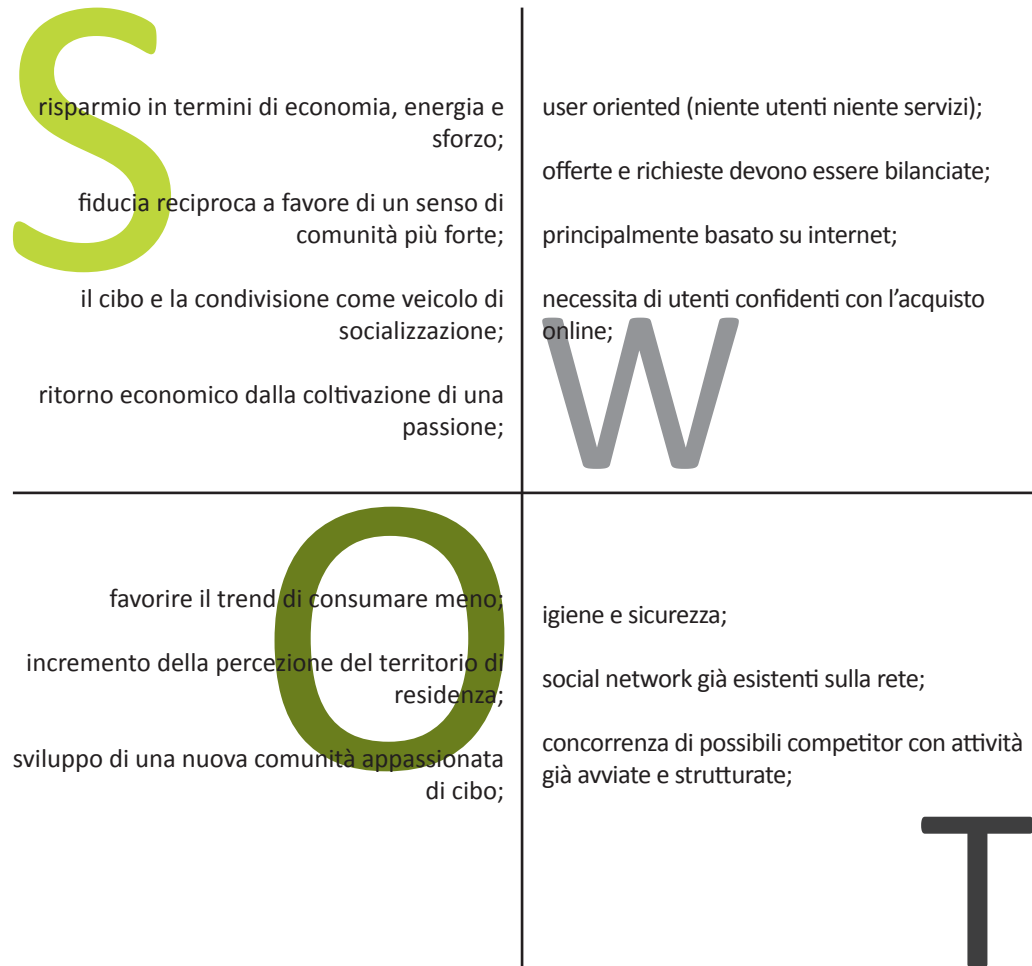 S
risparmio in termini di economia, energia e
sforzo;
fiducia reciproca a favore di un senso di
comunità più forte;
il cibo e la condivisione come veicolo di
socializzazione;
ritorno economico dalla coltivazione di una
passione;
user oriented (niente utenti niente servizi);
offerte e richieste devono essere bilanciate;
principalmente basato su internet;
necessita di utenti confidenti con l’acquisto
online;
W
O
favorire il trend di consumare meno;
incremento della percezione del territorio di
residenza;
sviluppo di una nuova comunità appassionata
di cibo;
igiene e sicurezza;
social network già esistenti sulla rete;
concorrenza di possibili competitor con attività
già avviate e strutturate;
T